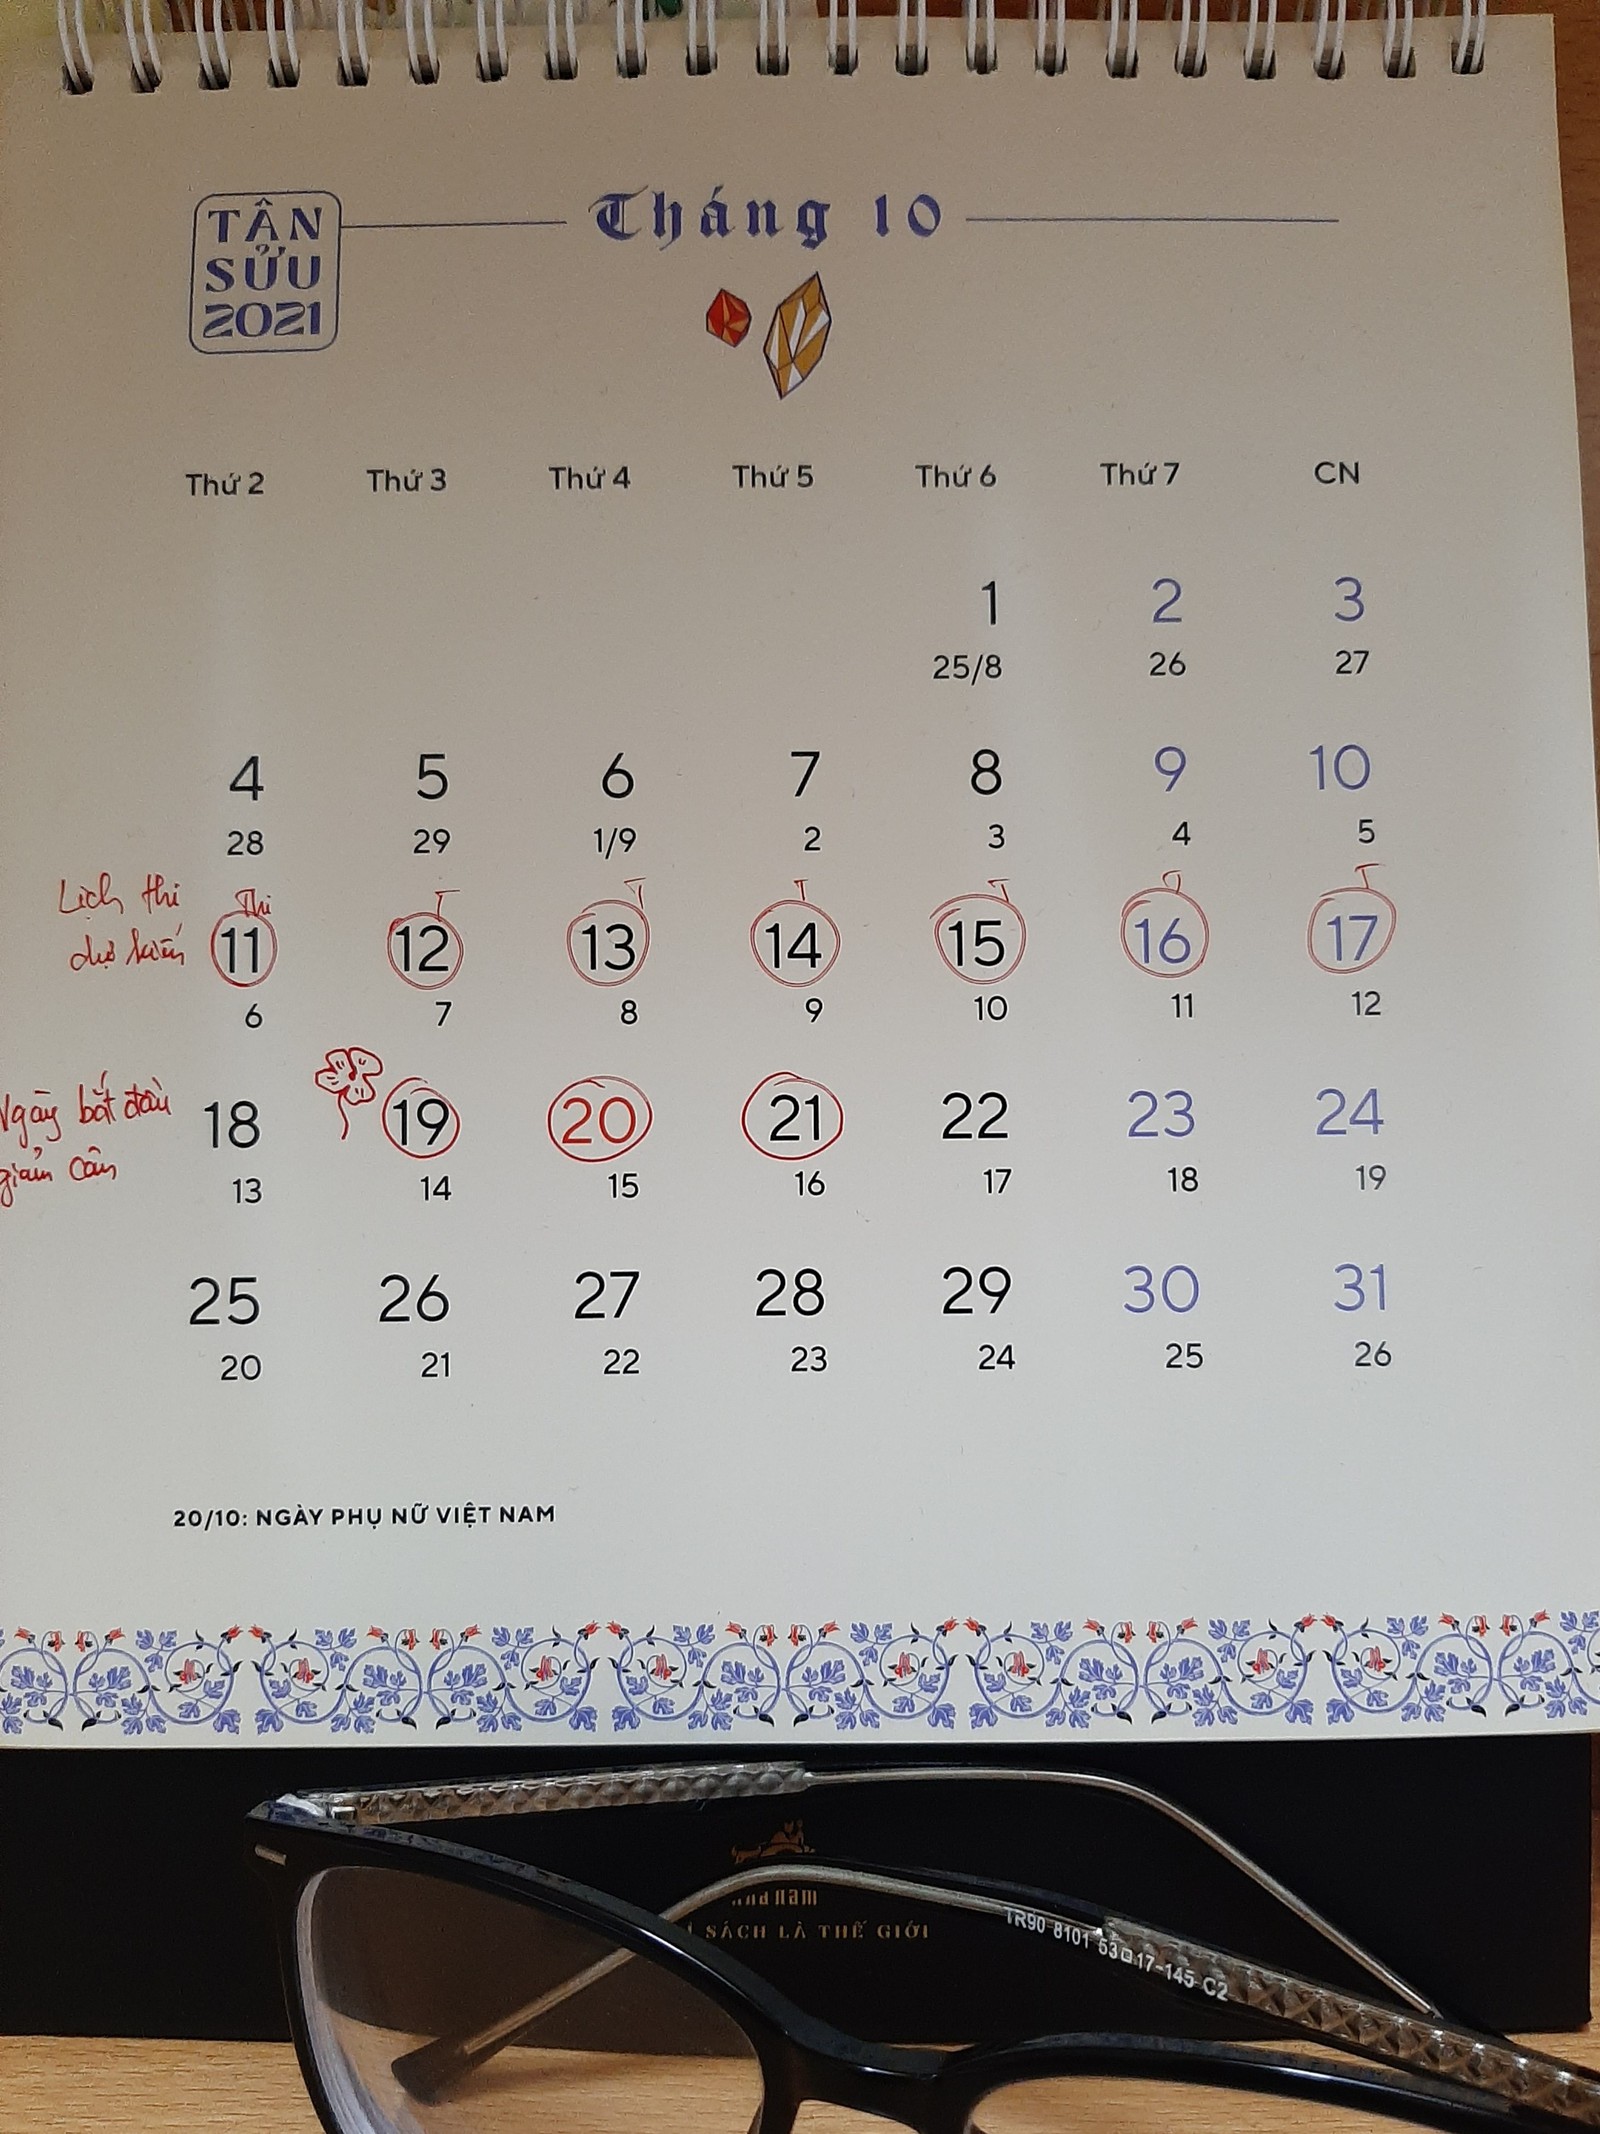 TÂN
SỬU
2021
Tháng 10
Thứ 2 Thứ 3 Thứ 4 Thứ 5 Thứ 6 Thứ 7 CN
1 2 3
25/8 26 27
4 5 6 7 8 9 10
28 29 1/9 2 3 4 5
Lịch thi
dự kiến
Thi T T T T T T
11 12 13 14 15 16 17
6 7 8 9 10 11 12
Ngày bắt đầu
giảm cân
18 19 20 21 22 23 24
13 14 15 16 17 18 19
25 26 27 28 29 30 31
20 21 22 23 24 25 26
20/10: NGÀY PHỤ NỮ VIỆT NAM
nam
SÁCH LÀ THẾ GIỚI
TR90 8101 53□17-145 C2